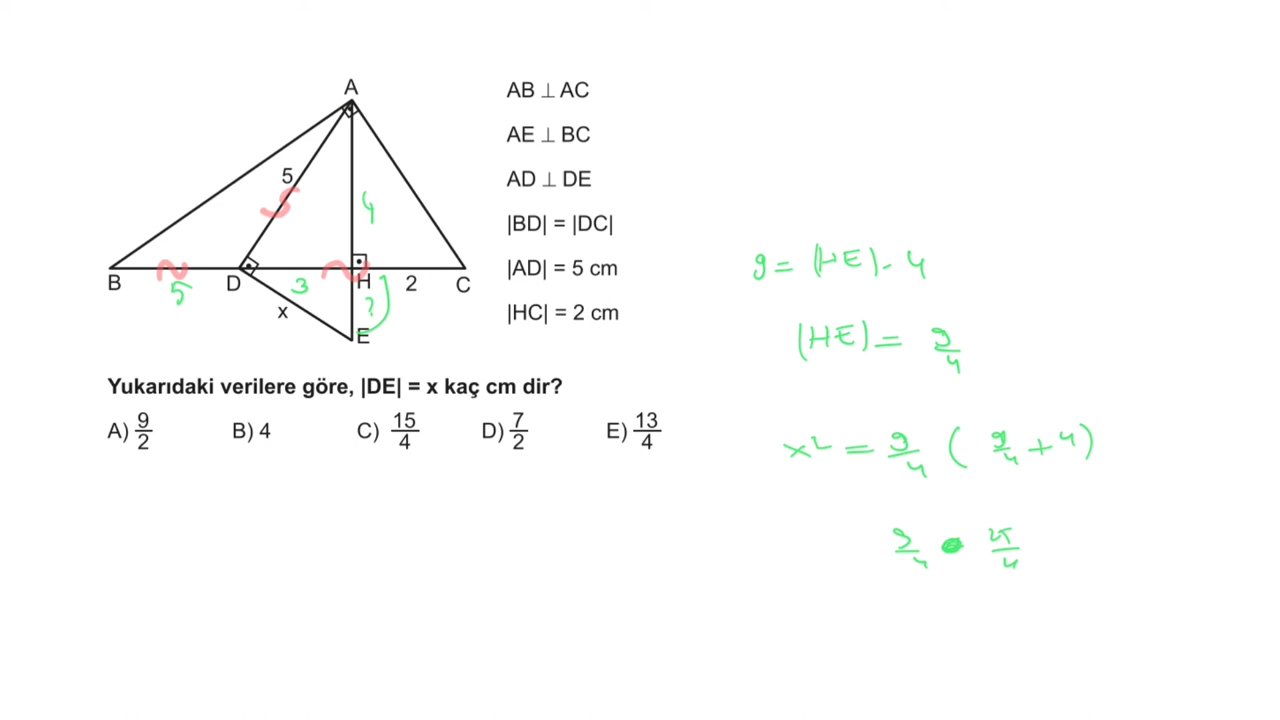 A
AB ⊥ AC
AE ⊥ BC
AD ⊥ DE
|BD| = |DC|
|AD| = 5 cm
|HC| = 2 cm
5
4
B
5
D
3
H
2
C
x
?
E
9 = (HE) . 4
(HE) = 9/4
x² = 9/4 ( 9/4 + 4)
9/4 • 25/4
Yukarıdaki verilere göre, |DE| = x kaç cm dir?
A) 9/2 B) 4 C) 15/4 D) 7/2 E) 13/4